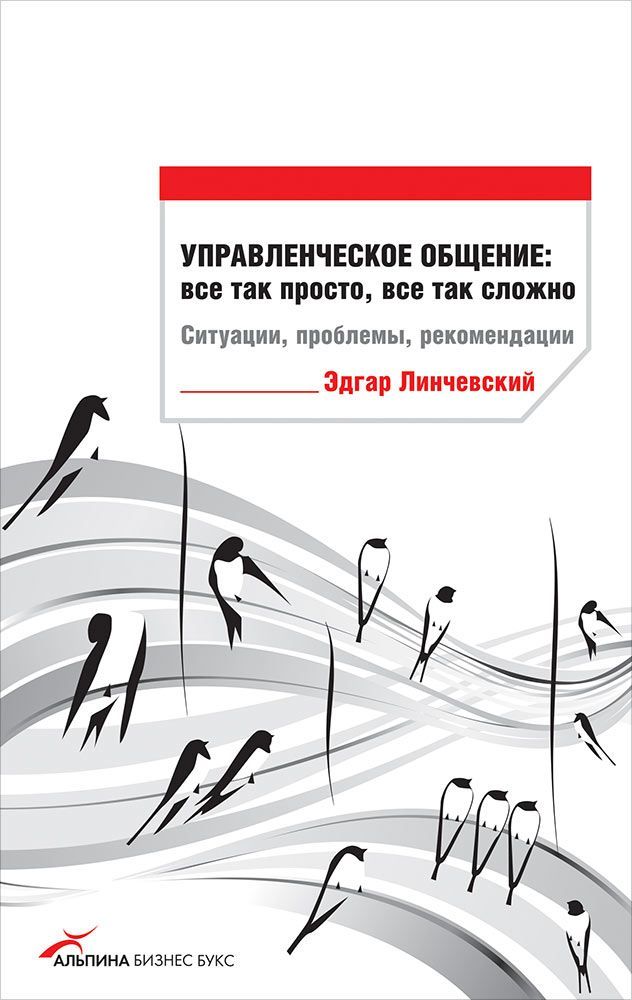 УПРАВЛЕНЧЕСКОЕ ОБЩЕНИЕ:
все так просто, все так сложно
Ситуации, проблемы, рекомендации
Эдгар Линчевский
АЛЬПИНА БИЗНЕС БУКС